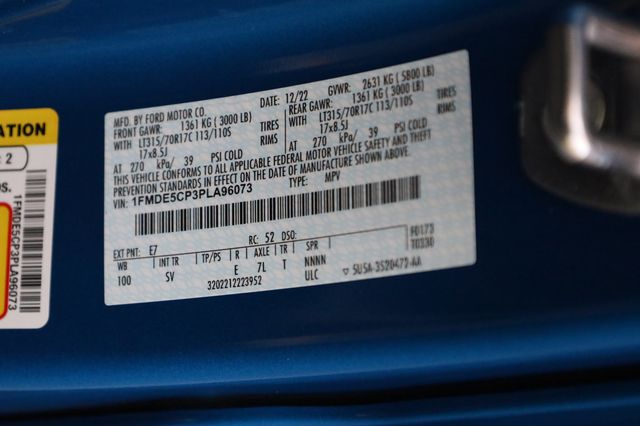 MFD. BY FORD MOTOR CO.
DATE: 12/22 GVWR: 2631 KG ( 5800 LB)
FRONT GAWR: 1361 KG ( 3000 LB) REAR GAWR: 1361 KG ( 3000 LB)
WITH LT315/70R17C 113/110S TIRES WITH LT315/70R17C 113/110S TIRES
17x8.5J RIMS 17x8.5J RIMS
AT 270 kPa/ 39 PSI COLD AT 270 kPa/ 39 PSI COLD
THIS VEHICLE CONFORMS TO ALL APPLICABLE FEDERAL MOTOR VEHICLE SAFETY AND THEFT
PREVENTION STANDARDS IN EFFECT ON THE DATE OF MANUFACTURE SHOWN ABOVE.
VIN: 1FMDE5CP3PLA96073 TYPE: MPV
EXT PNT: E7 RC: 52 DSO: F0173
WB INT TR TP/PS R AXLE TR SPR T0330
100 SV E 7L T NNNN
3202212223952 ULC
ATION
2
OS.
1FMDE5CP3PLA96073